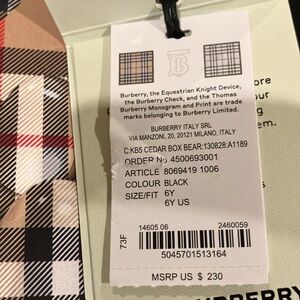 Burberry, the Equestrian Knight Device,
the Burberry Check, and the Thomas
Burberry Monogram and Print are trade
marks belonging to Burberry Limited.
BURBERRY ITALY SRL
VIA MANZONI, 20, 20121 MILANO, ITALY
C:KB5 CEDAR BOX BEAR:130828:A1189
ORDER No 4500693001
ARTICLE 8069419 1006
COLOUR BLACK
SIZE/FIT 6Y
6Y US
73F
14605 06 2460059
5045701513164
MSRP US $ 230
ore
em.
BURBERRY